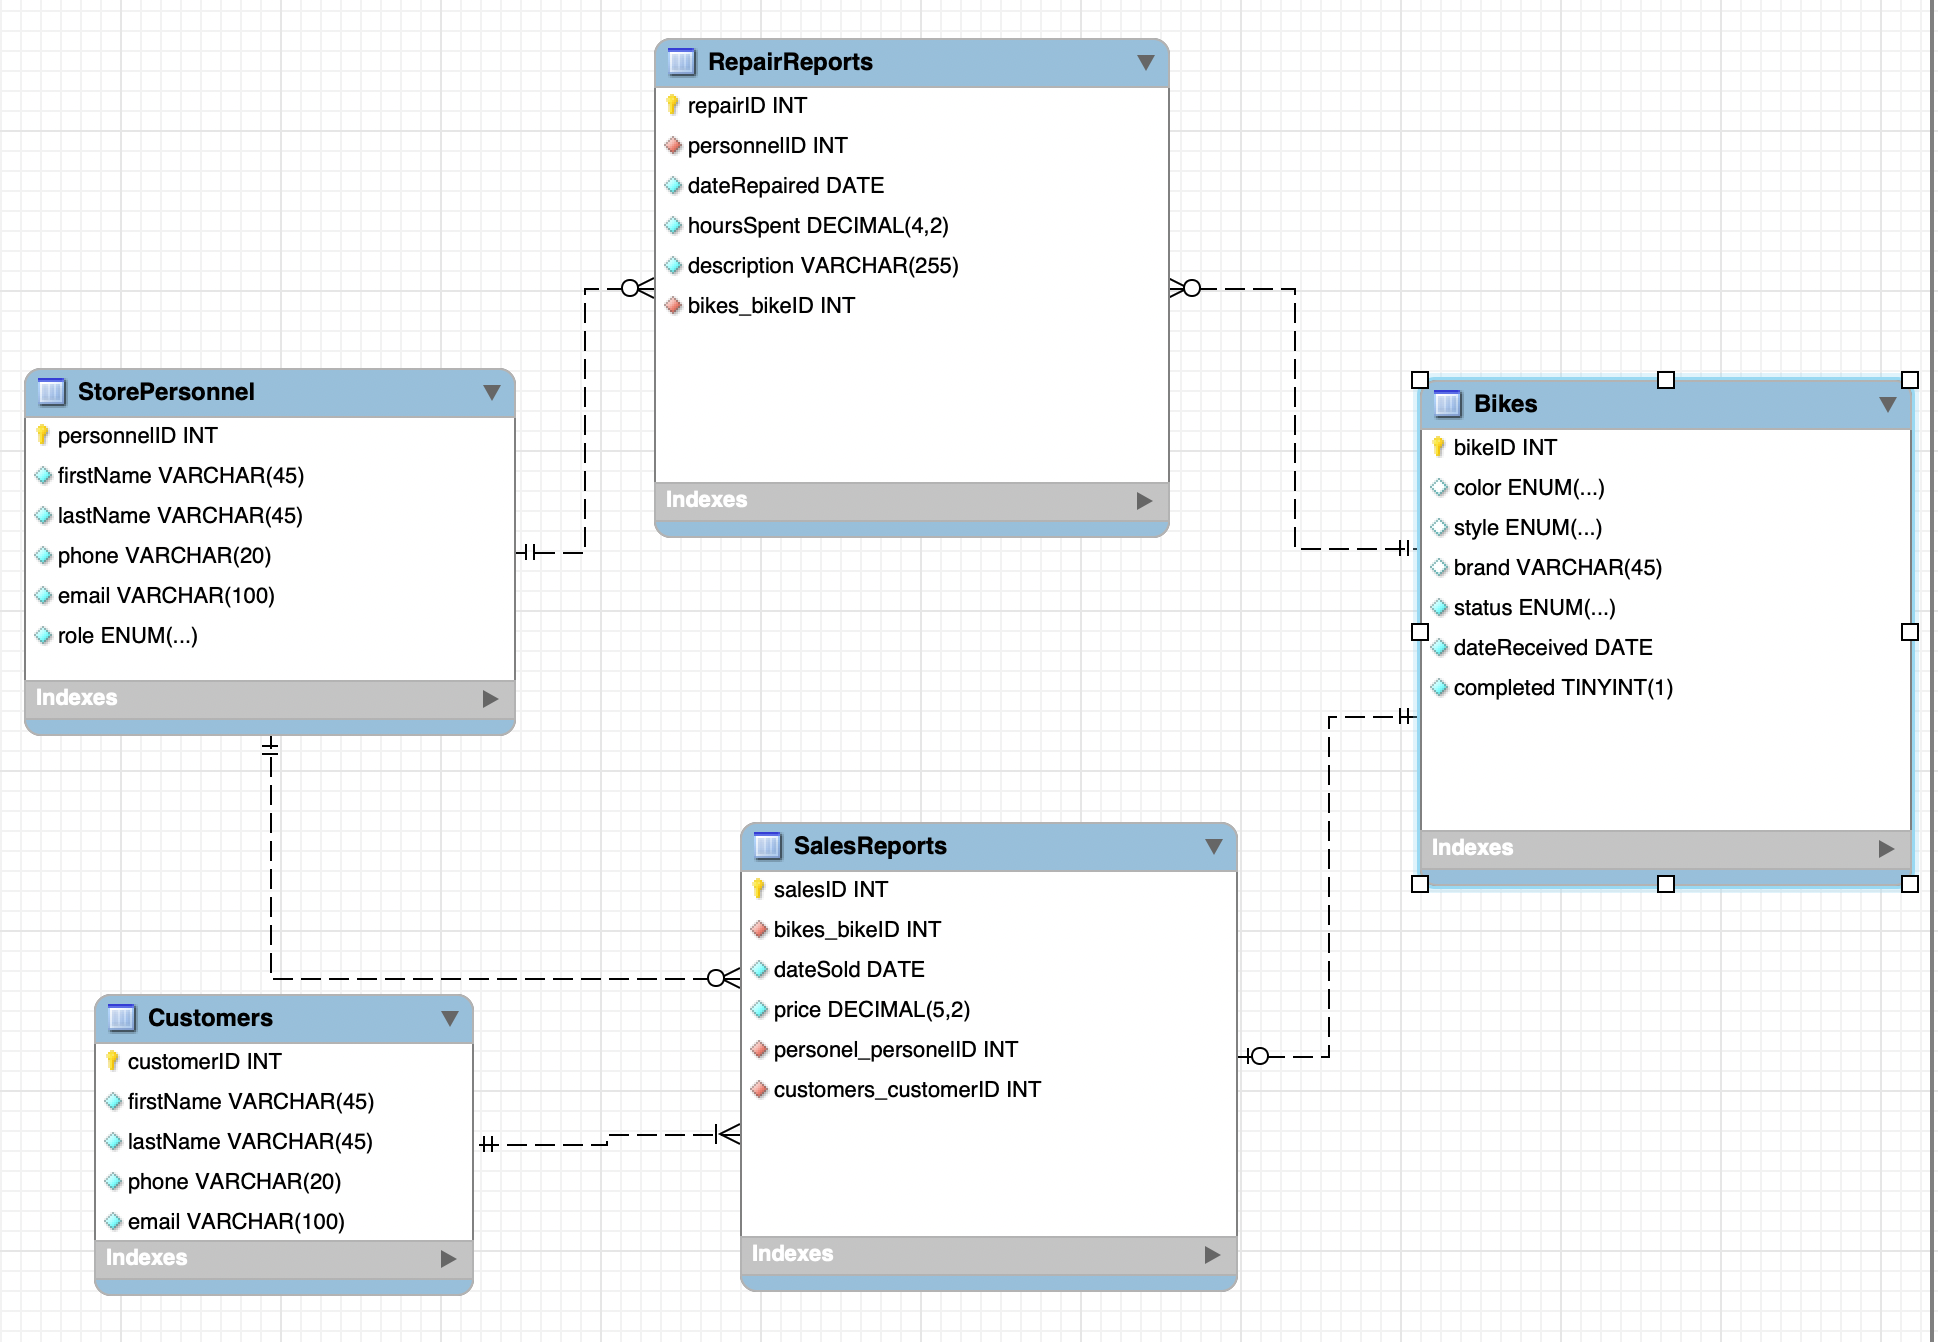 RepairReports
repairID INT
personnelID INT
dateRepaired DATE
hoursSpent DECIMAL(4,2)
description VARCHAR(255)
bikes_bikeID INT
Indexes
StorePersonnel
personnelID INT
firstName VARCHAR(45)
lastName VARCHAR(45)
phone VARCHAR(20)
email VARCHAR(100)
role ENUM(...)
Indexes
Bikes
bikeID INT
color ENUM(...)
style ENUM(...)
brand VARCHAR(45)
status ENUM(...)
dateReceived DATE
completed TINYINT(1)
Indexes
SalesReports
salesID INT
bikes_bikeID INT
dateSold DATE
price DECIMAL(5,2)
personel_personelID INT
customers_customerID INT
Indexes
Customers
customerID INT
firstName VARCHAR(45)
lastName VARCHAR(45)
phone VARCHAR(20)
email VARCHAR(100)
Indexes